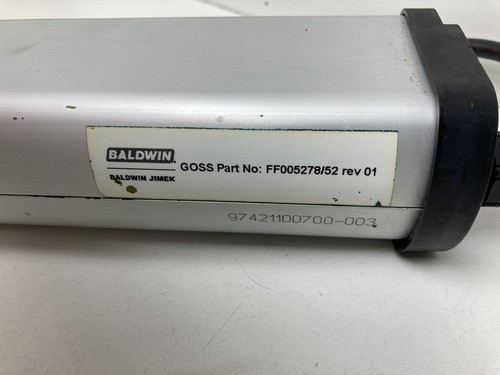 BALDWIN
BALDWIN JIMEK
GOSS Part No: FF005278/52 rev 01
97421100700-003